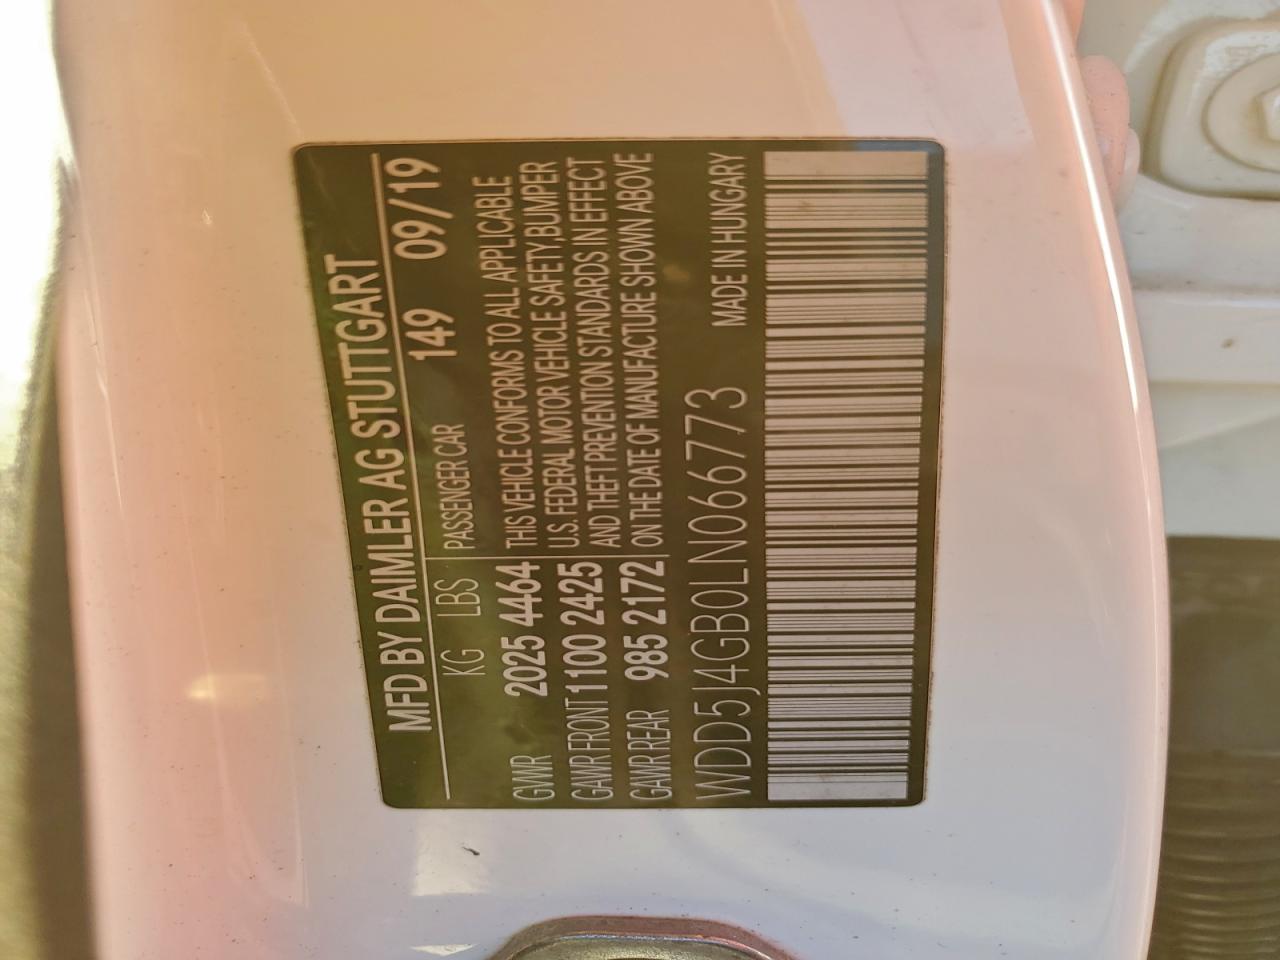 MFD BY DAIMLER AG STUTTGART
KG LBS 149 09/19
PASSENGER CAR
GVWR 2025 4464 THIS VEHICLE CONFORMS TO ALL APPLICABLE
U.S. FEDERAL MOTOR VEHICLE SAFETY,BUMPER
GAWR FRONT 1100 2425 AND THEFT PREVENTION STANDARDS IN EFFECT
GAWR REAR 985 2172 ON THE DATE OF MANUFACTURE SHOWN ABOVE
WDD5J4GB0LN066773 MADE IN HUNGARY